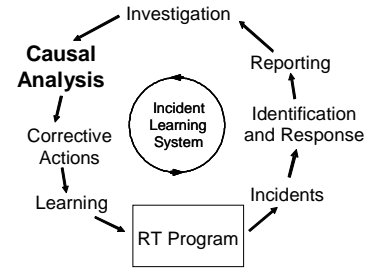 Investigation
Causal
Analysis
Reporting
Incident
Learning
System
Identification
and Response
Corrective
Actions
Learning
Incidents
RT Program